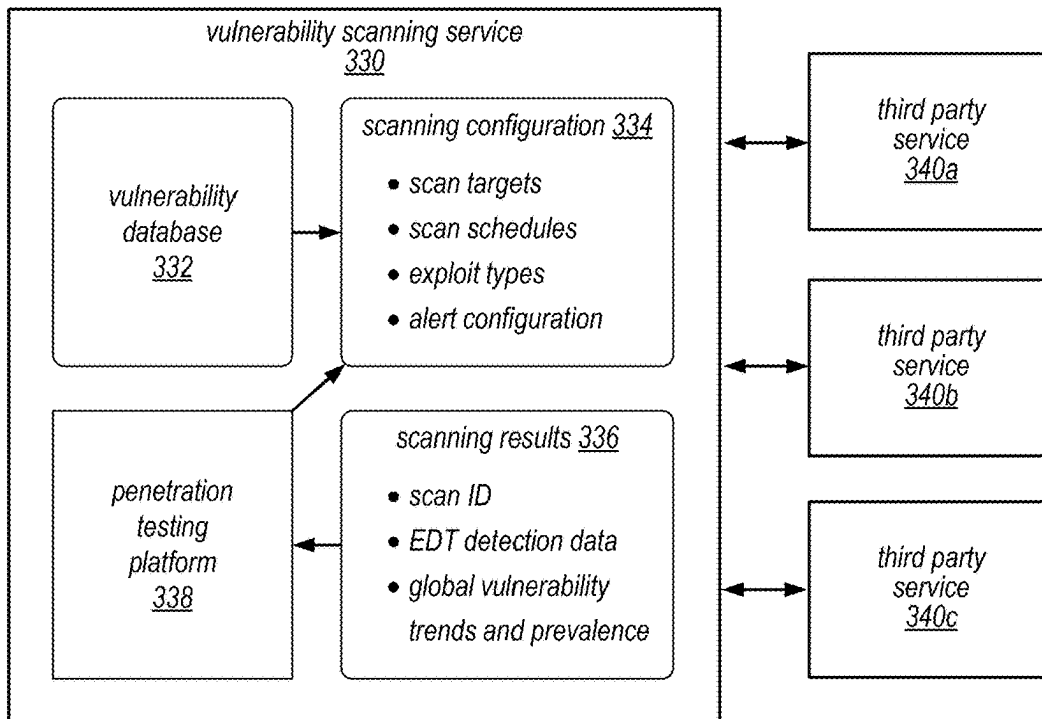 vulnerability scanning service
330
vulnerability
database
332
scanning configuration 334
• scan targets
• scan schedules
• exploit types
• alert configuration
penetration
testing
platform
338
scanning results 336
• scan ID
• EDT detection data
• global vulnerability
trends and prevalence
third party
service
340a
third party
service
340b
third party
service
340c